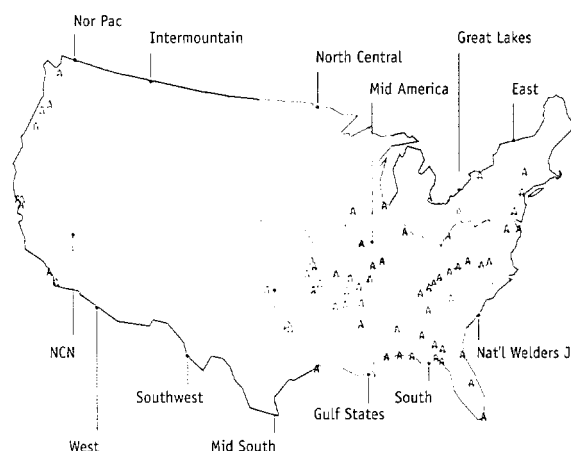 Nor Pac
Intermountain
Great Lakes
North Central
Mid America
East
NCN
Nat'l Welders J
Southwest
South
Gulf States
West
Mid South